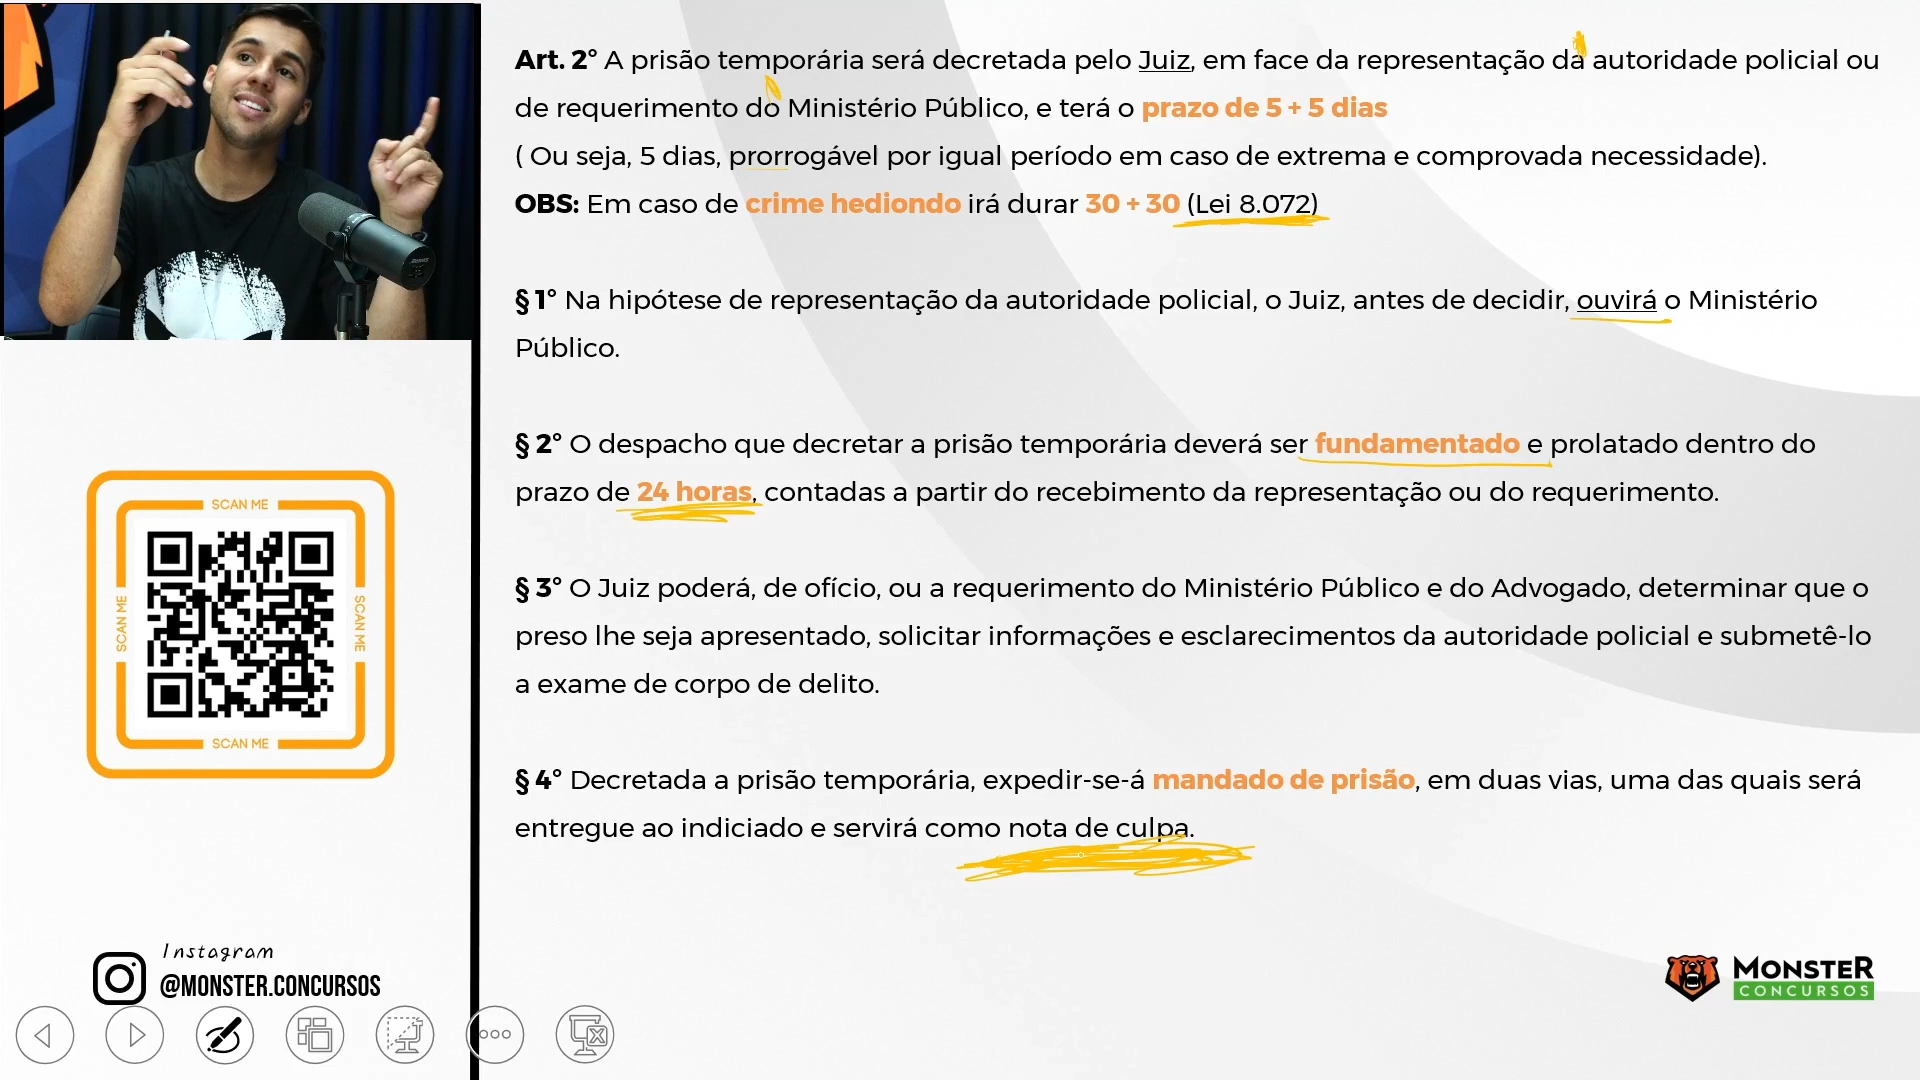 Art. 2° A prisão temporária será decretada pelo Juiz, em face da representação da autoridade policial ou
de requerimento do Ministério Público, e terá o prazo de 5 + 5 dias
( Ou seja, 5 dias, prorrogável por igual período em caso de extrema e comprovada necessidade).
OBS: Em caso de crime hediondo irá durar 30 + 30 (Lei 8.072)
§ 1° Na hipótese de representação da autoridade policial, o Juiz, antes de decidir, ouvirá o Ministério
Público.
§ 2° O despacho que decretar a prisão temporária deverá ser fundamentado e prolatado dentro do
prazo de 24 horas, contadas a partir do recebimento da representação ou do requerimento.
§ 3° O Juiz poderá, de ofício, ou a requerimento do Ministério Público e do Advogado, determinar que o
preso lhe seja apresentado, solicitar informações e esclarecimentos da autoridade policial e submetê-lo
a exame de corpo de delito.
§ 4° Decretada a prisão temporária, expedir-se-á mandado de prisão, em duas vias, uma das quais será
entregue ao indiciado e servirá como nota de culpa.
SCAN ME
SCAN ME
SCAN ME
SCAN ME
Instagram
@MONSTER.CONCURSOS
MONSTER
CONCURSOS